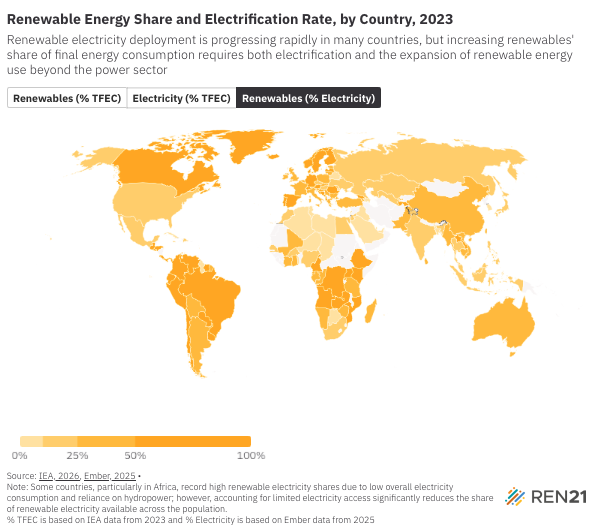 Renewable Energy Share and Electrification Rate, by Country, 2023
Renewable electricity deployment is progressing rapidly in many countries, but increasing renewables'
share of final energy consumption requires both electrification and the expansion of renewable energy
use beyond the power sector
Renewables (% TFEC) Electricity (% TFEC) Renewables (% Electricity)
0% 25% 50% 100%
Source: IEA, 2026, Ember, 2025 •
Note: Some countries, particularly in Africa, record high renewable electricity shares due to low overall electricity
consumption and reliance on hydropower; however, accounting for limited electricity access significantly reduces the share
of renewable electricity available across the population.
% TFEC is based on IEA data from 2023 and % Electricity is based on Ember data from 2025
REN21